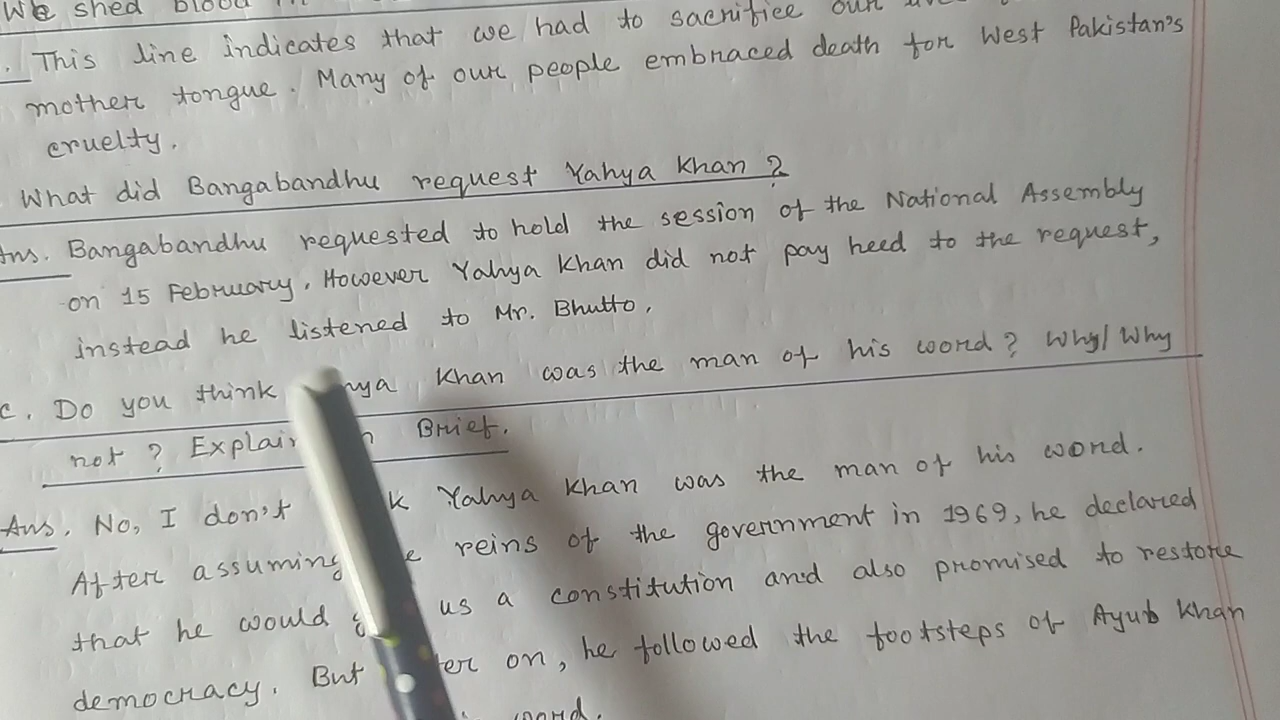 We shed blood
. This line indicates that we had to sacrifice our
mother tongue. Many of our people embraced death for West Pakistan's
cruelty.
What did Bangabandhu request Yahya Khan?
Ans. Bangabandhu requested to hold the session of the National Assembly
on 15 February. However Yahya Khan did not pay heed to the request,
instead he listened to Mr. Bhutto.
c. Do you think Khan was the man of his word? Why/Why
not? Brief.
Ans. No, I don't Yahya Khan was the man of his word.
After assuming reins of the government in 1969, he declared
that he would us a constitution and also promised to restore
democracy. But on, he followed the footsteps of Ayub Khan
word.